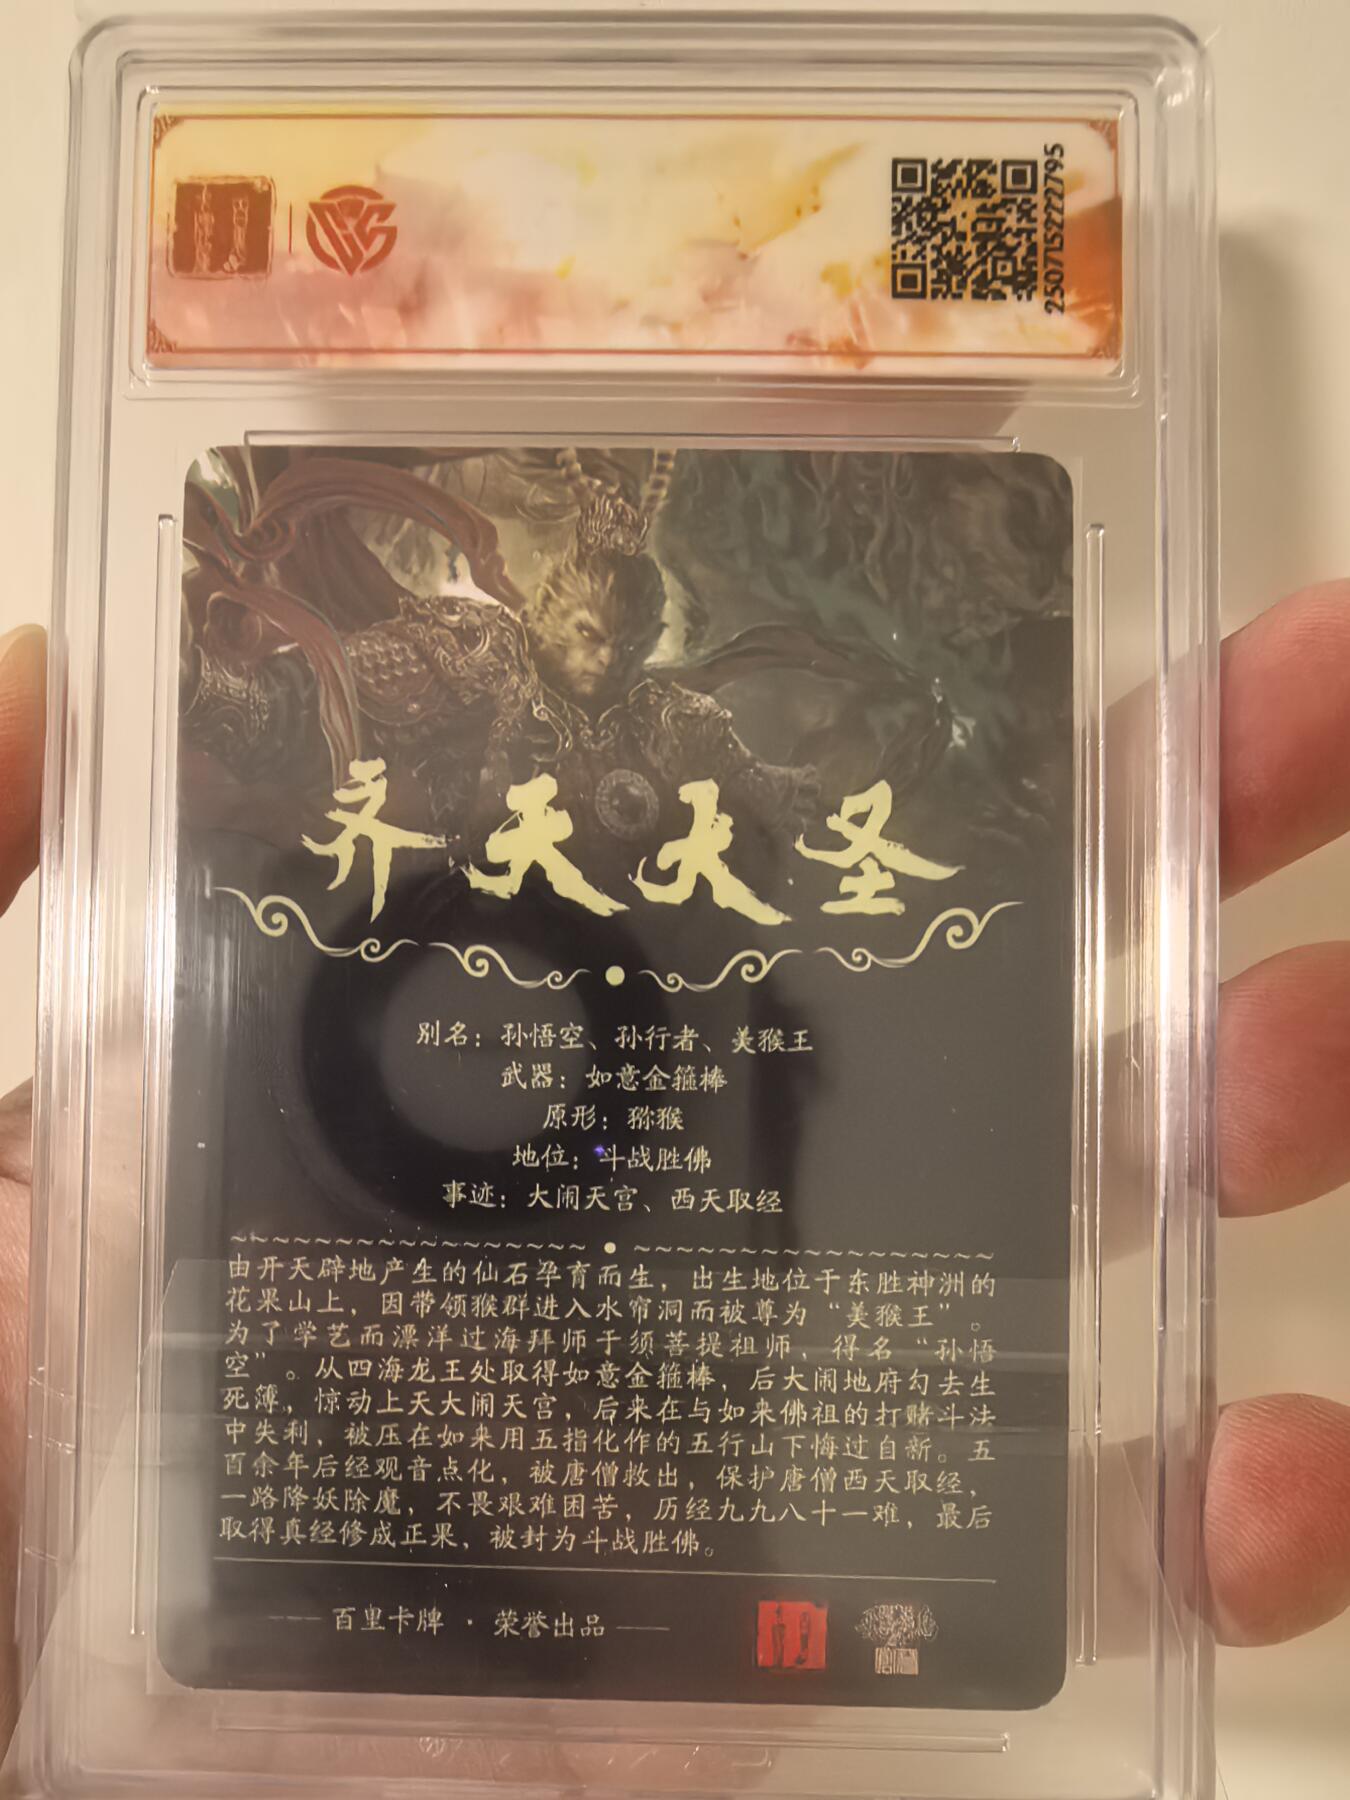 250715222795
齐天大圣
别名：孙悟空、孙行者、美猴王
武器：如意金箍棒
原形：猕猴
地位：斗战胜佛
事迹：大闹天宫、西天取经
由开天辟地产生的仙石孕育而生，出生地位于东胜神洲的
花果山上，因带领猴群进入水帘洞而被尊为“美猴王”。
为了学艺而漂洋过海拜师于须菩提祖师，得名“孙悟
空”。从四海龙王处取得如意金箍棒，后大闹地府勾去生
死簿，惊动上天大闹天宫，后来在与如来佛祖的打赌斗法
中失利，被压在如来用五指化作的五行山下悔过自新。五
百余年后经观音点化，被唐僧救出，保护唐僧西天取经，
一路降妖除魔，不畏艰难困苦，历经九九八十一难，最后
取得真经修成正果，被封为斗战胜佛。
百里卡牌 · 荣誉出品